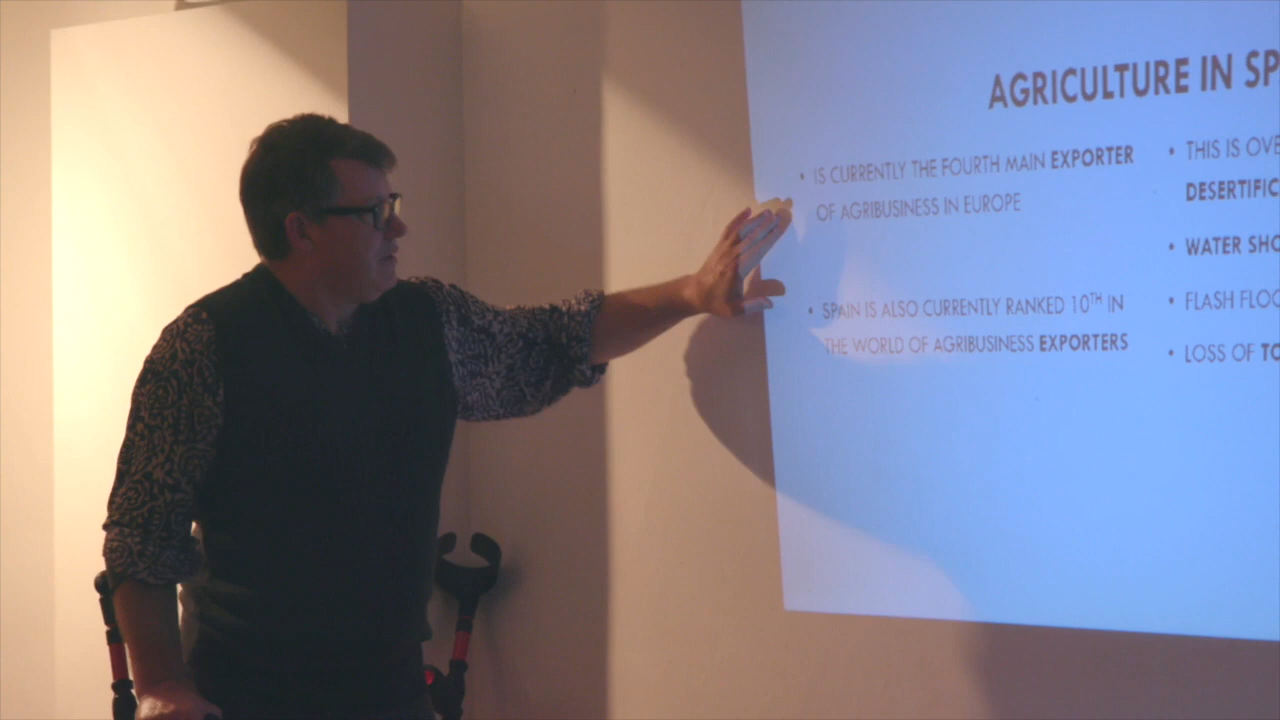 AGRICULTURE IN SP
• IS CURRENTLY THE FOURTH MAIN EXPORTER
OF AGRIBUSINESS IN EUROPE
• SPAIN IS ALSO CURRENTLY RANKED 10TH IN
THE WORLD OF AGRIBUSINESS EXPORTERS
• THIS IS OVE
DESERTIFIC
• WATER SHO
• FLASH FLOO
• LOSS OF TO